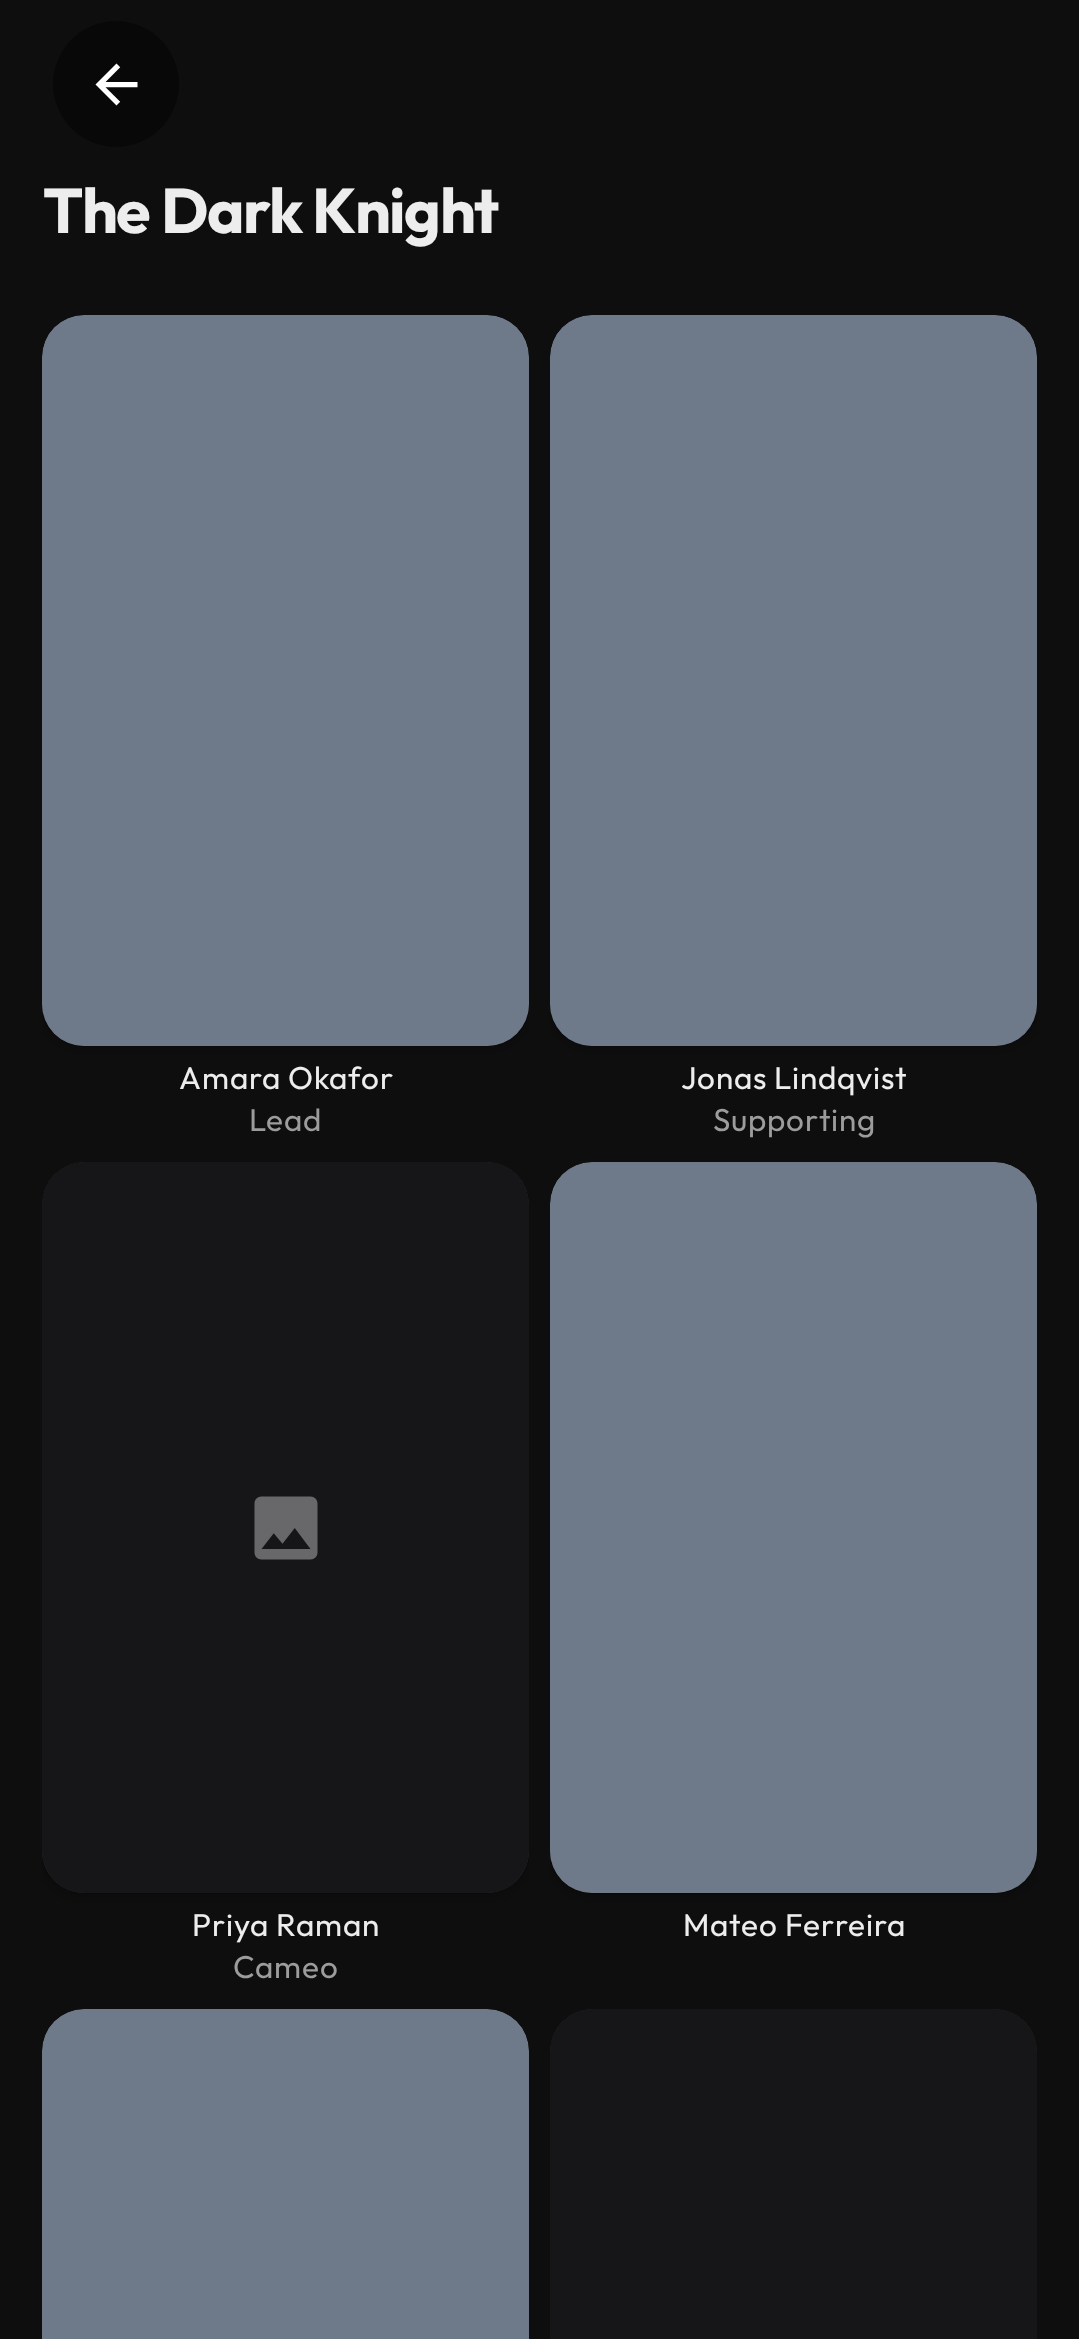 The Dark Knight
Amara Okafor
Lead
Jonas Lindqvist
Supporting
Priya Raman
Cameo
Mateo Ferreira